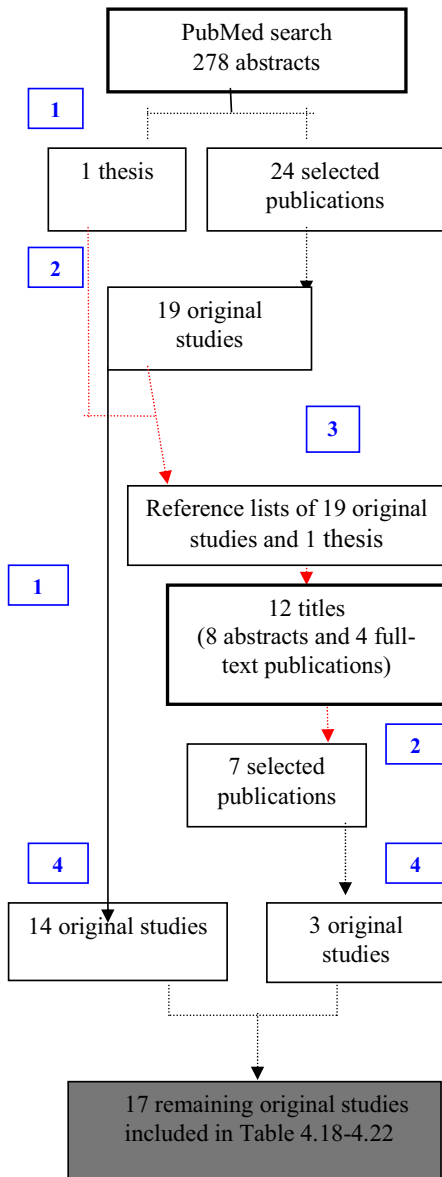 PubMed search
278 abstracts
1
1 thesis
24 selected
publications
2
19 original
studies
3
Reference lists of 19 original
studies and 1 thesis
1
12 titles
(8 abstracts and 4 full-
text publications)
2
7 selected
publications
4
4
14 original studies
3 original
studies
17 remaining original studies
included in Table 4.18-4.22